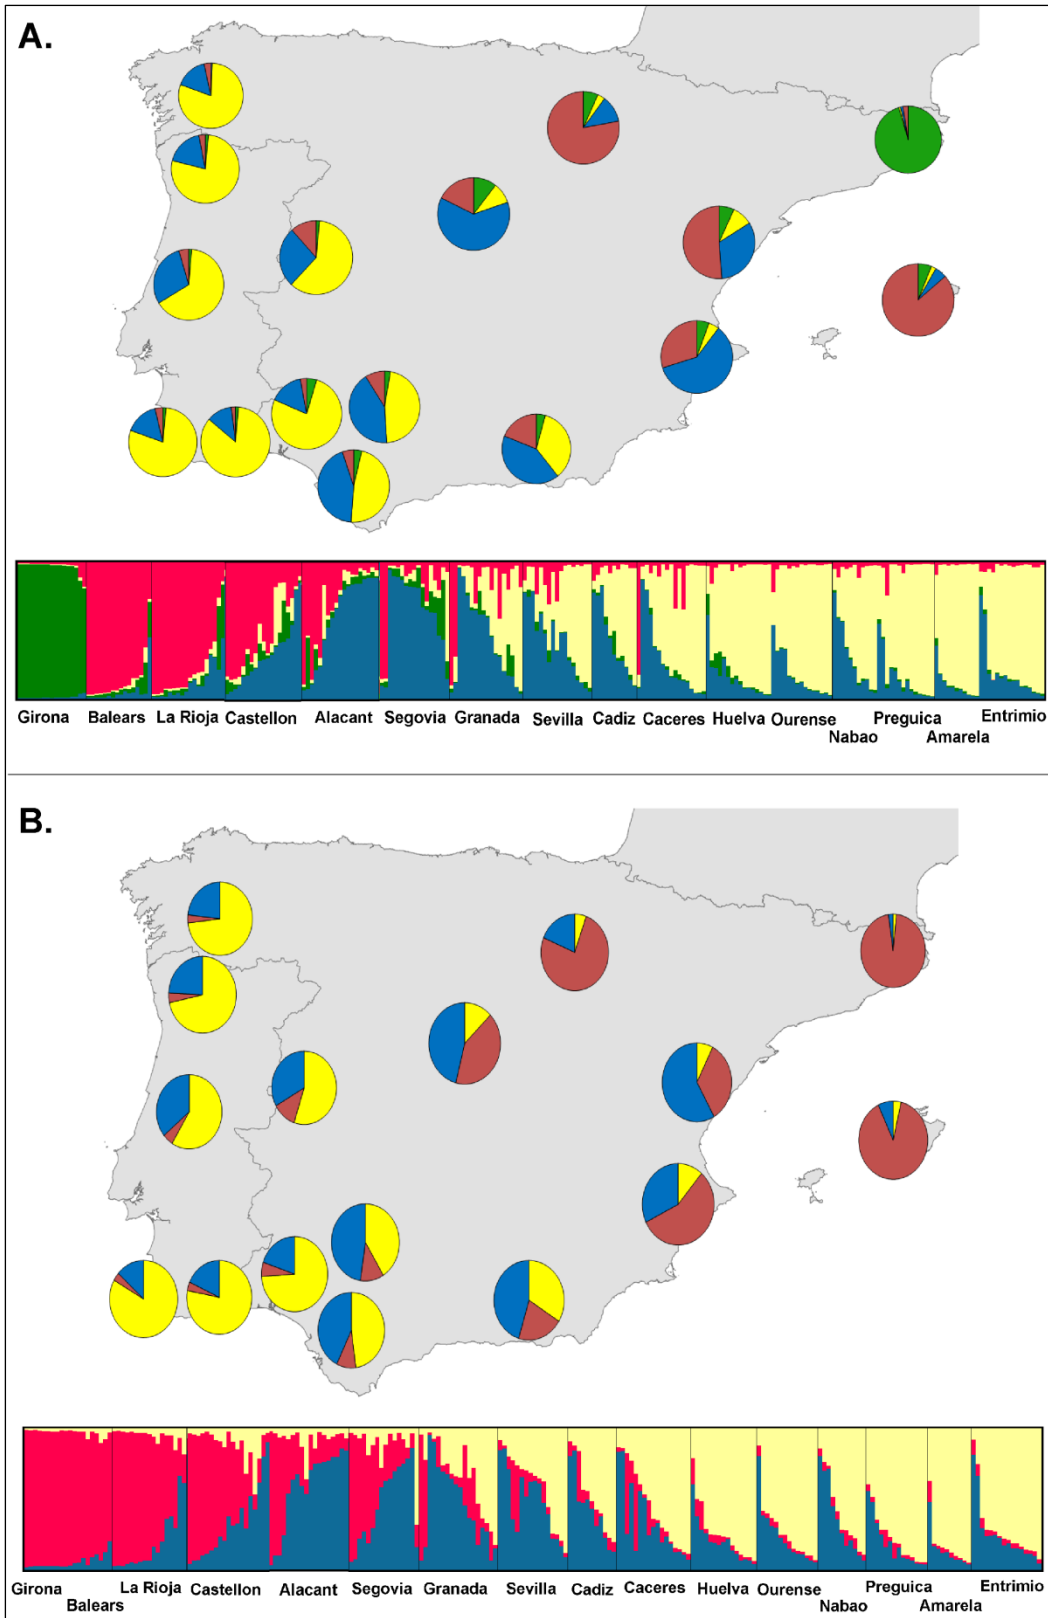 A.
Girona Balears La Rioja Castellon Alacant Segovia Granada Sevilla Cadiz Caceres Huelva Ourense Nabao Preguica Amarela Entrimio
B.
Girona Balears La Rioja Castellon Alacant Segovia Granada Sevilla Cadiz Caceres Huelva Ourense Nabao Preguica Amarela Entrimio